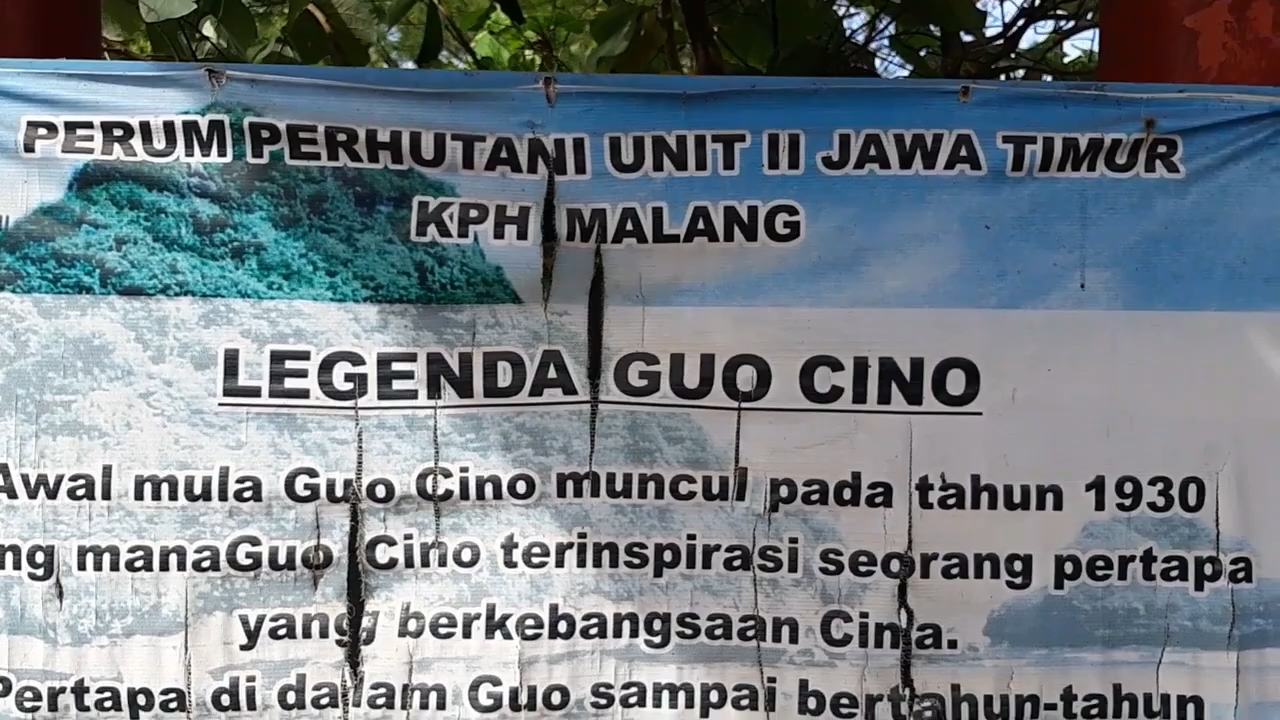 PERUM PERHUTANI UNIT II JAWA TIMUR
KPH MALANG
LEGENDA GUO CINO
Awal mula Guo Cino muncul pada tahun 1930
ng manaGuo Cino terinspirasi seorang pertapa
yang berkebangsaan Cina.
Pertapa di dalam Guo sampai bertahun-tahun